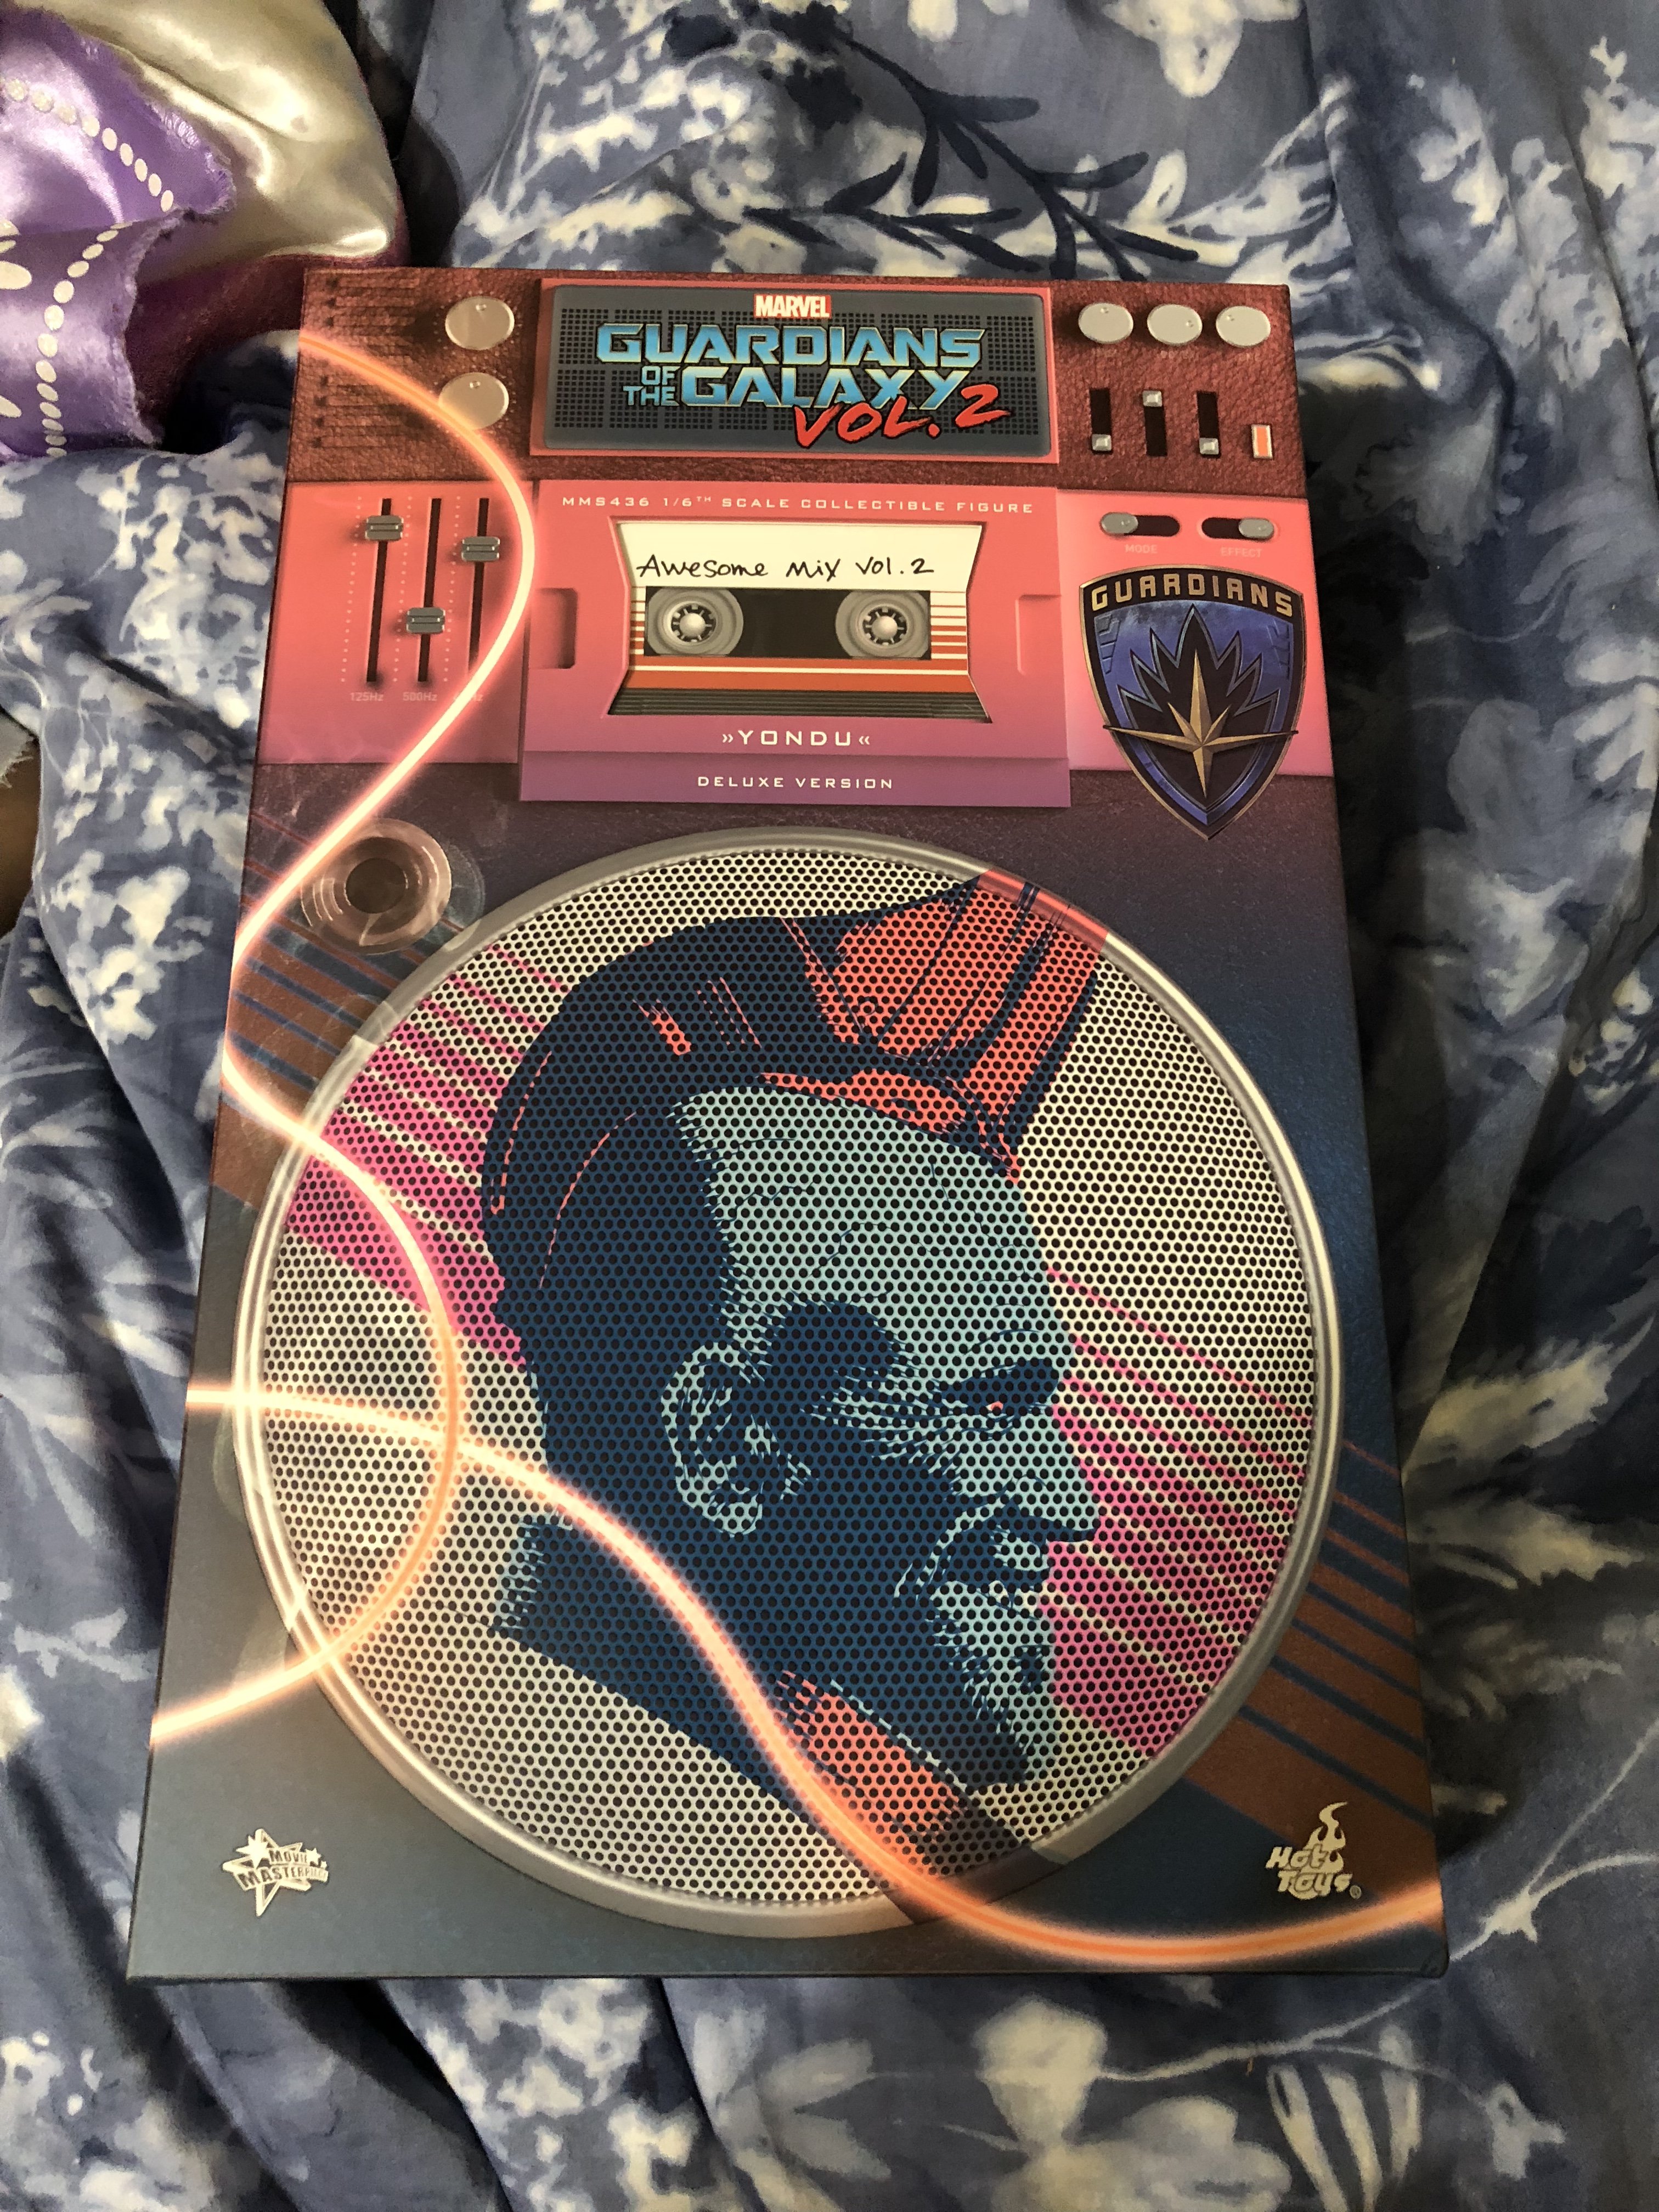 MARVEL
GUARDIANS
OF THE GALAXY
VOL. 2
MMS436 1/6TH SCALE COLLECTIBLE FIGURE
Awesome Mix Vol. 2
MODE
EFFECT
GUARDIANS
125Hz 500Hz
»YONDU«
DELUXE VERSION
MOVIE
MASTERPIECE
Hot
Toys®